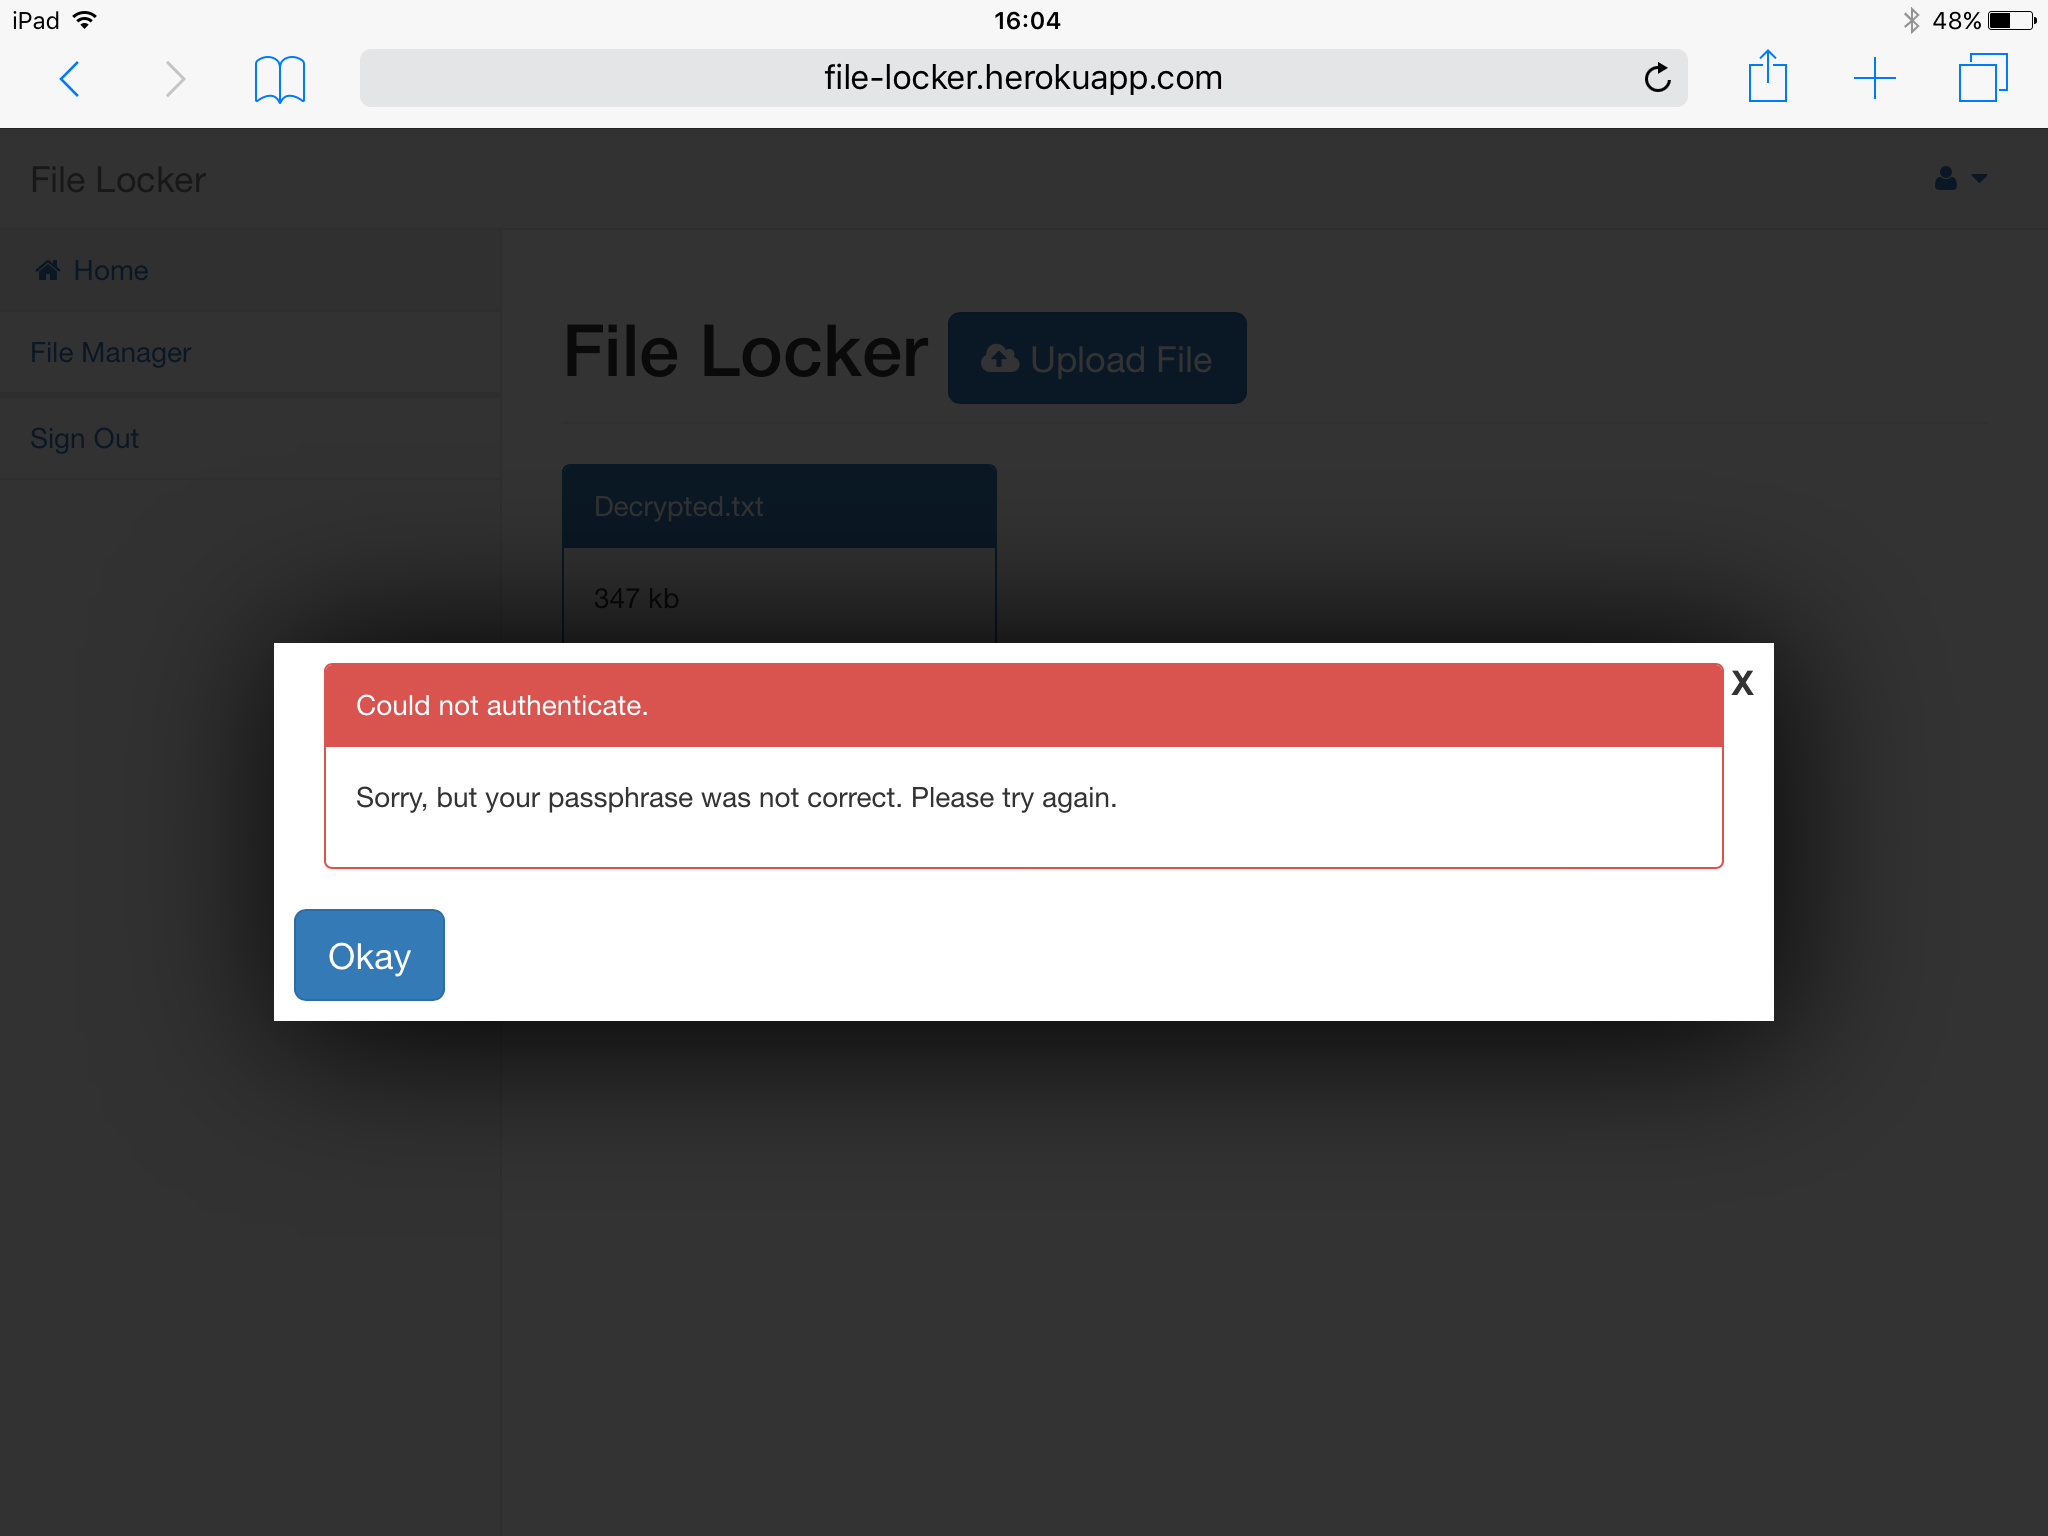 iPad 16:04 48%
file-locker.herokuapp.com
File Locker
Home
File Manager
Sign Out
File Locker Upload File
Decrypted.txt
347 kb
Could not authenticate. X
Sorry, but your passphrase was not correct. Please try again.
Okay